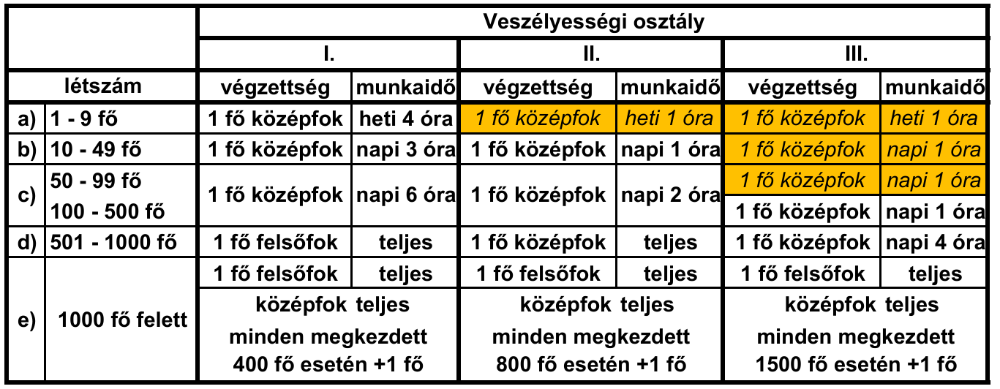 Veszélyességi osztály
I. II. III.
létszám végzettség munkaidő végzettség munkaidő végzettség munkaidő
a) 1 - 9 fő 1 fő középfok heti 4 óra 1 fő középfok heti 1 óra 1 fő középfok heti 1 óra
b) 10 - 49 fő 1 fő középfok napi 3 óra 1 fő középfok napi 1 óra 1 fő középfok napi 1 óra
c) 50 - 99 fő 1 fő középfok napi 6 óra 1 fő középfok napi 2 óra 1 fő középfok napi 1 óra
100 - 500 fő 1 fő középfok napi 1 óra
d) 501 - 1000 fő 1 fő felsőfok teljes 1 fő középfok teljes 1 fő középfok napi 4 óra
e) 1000 fő felett 1 fő felsőfok teljes 1 fő felsőfok teljes 1 fő felsőfok teljes
középfok teljes középfok teljes középfok teljes
minden megkezdett minden megkezdett minden megkezdett
400 fő esetén +1 fő 800 fő esetén +1 fő 1500 fő esetén +1 fő